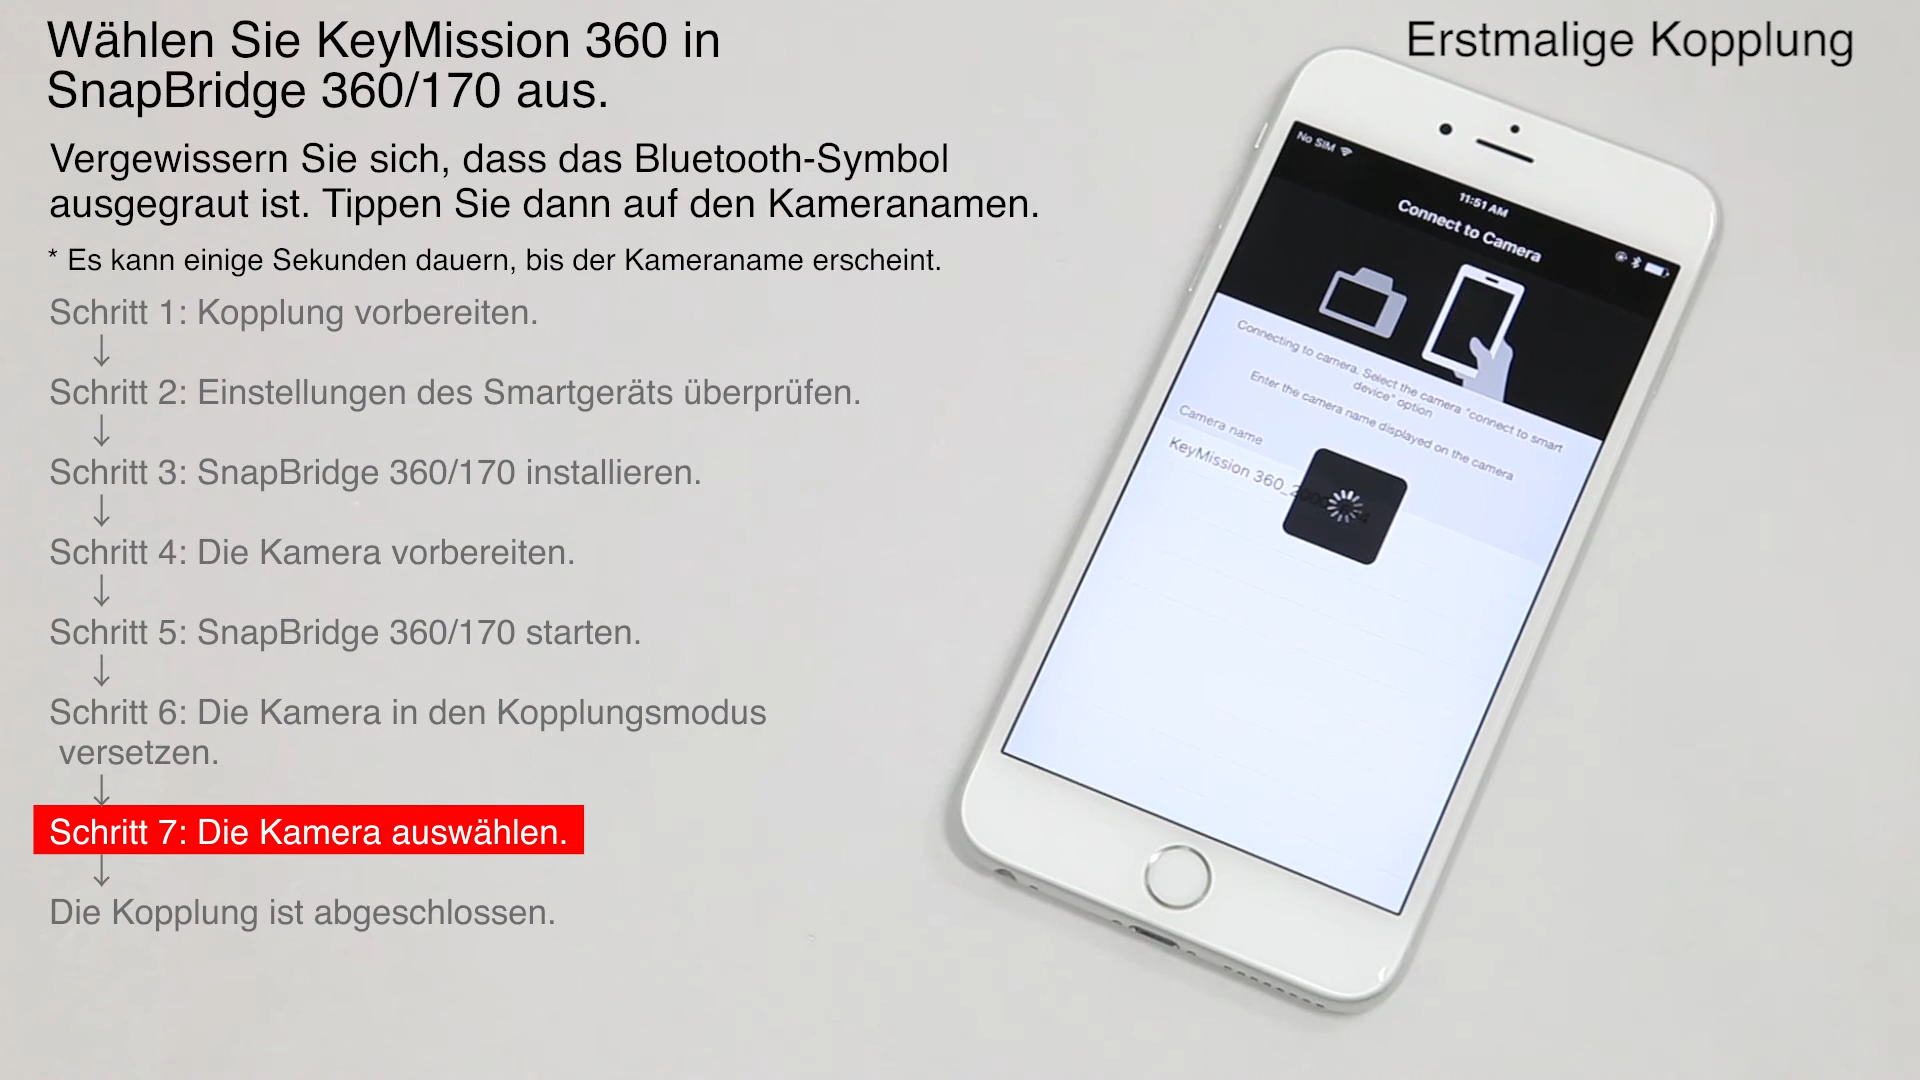 Wählen Sie KeyMission 360 in
SnapBridge 360/170 aus.
Erstmalige Kopplung
Vergewissern Sie sich, dass das Bluetooth-Symbol
ausgegraut ist. Tippen Sie dann auf den Kameranamen.
* Es kann einige Sekunden dauern, bis der Kameraname erscheint.
Schritt 1: Kopplung vorbereiten.
↓
Schritt 2: Einstellungen des Smartgeräts überprüfen.
↓
Schritt 3: SnapBridge 360/170 installieren.
↓
Schritt 4: Die Kamera vorbereiten.
↓
Schritt 5: SnapBridge 360/170 starten.
↓
Schritt 6: Die Kamera in den Kopplungsmodus
versetzen.
↓
Schritt 7: Die Kamera auswählen.
↓
Die Kopplung ist abgeschlossen.
No SIM
11:51 AM
Connect to Camera
Connecting to camera. Select the camera "connect to smart
device" option
Enter the camera name displayed on the camera
Camera name
KeyMission